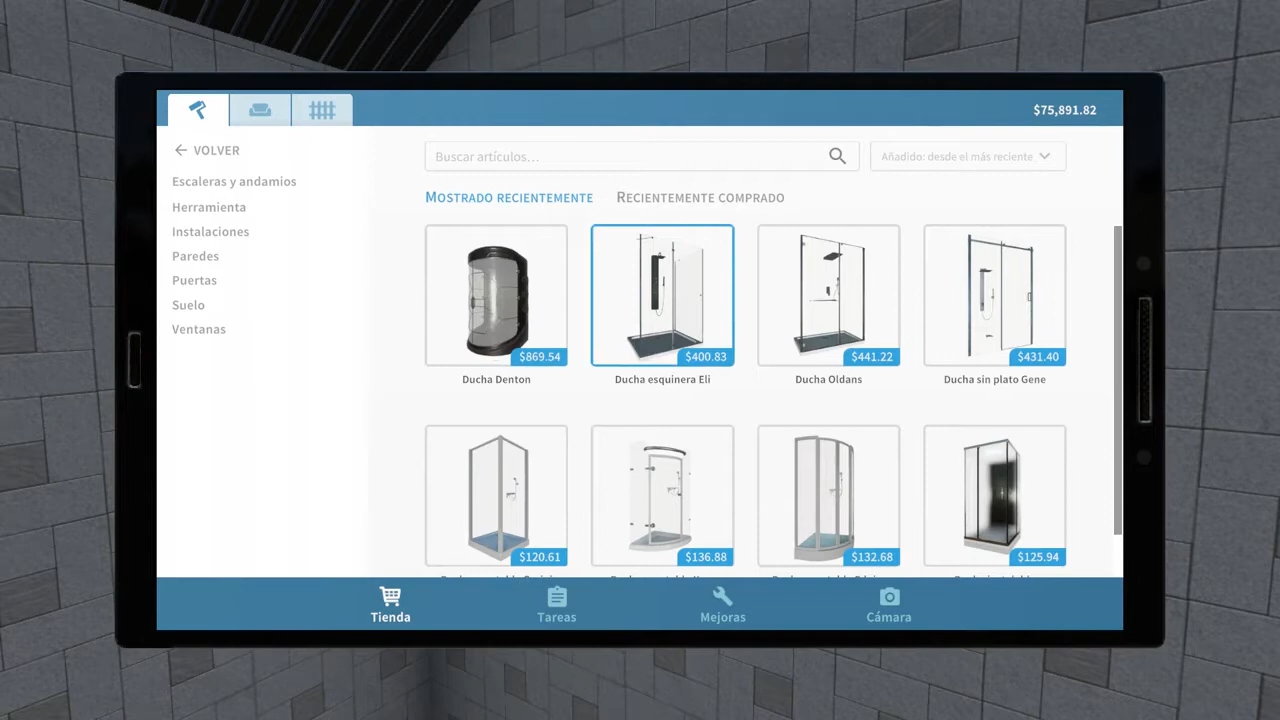 $75,891.82
VOLVER
Escaleras y andamios
Herramienta
Instalaciones
Paredes
Puertas
Suelo
Ventanas
Buscar artículos...
Añadido: desde el más reciente
MOSTRADO RECIENTEMENTE
RECIENTEMENTE COMPRADO
$869.54
$400.83
$441.22
$431.40
Ducha Denton
Ducha esquinera Eli
Ducha Oldans
Ducha sin plato Gene
$120.61
$136.88
$132.68
$125.94
Tienda
Tareas
Mejoras
Cámara